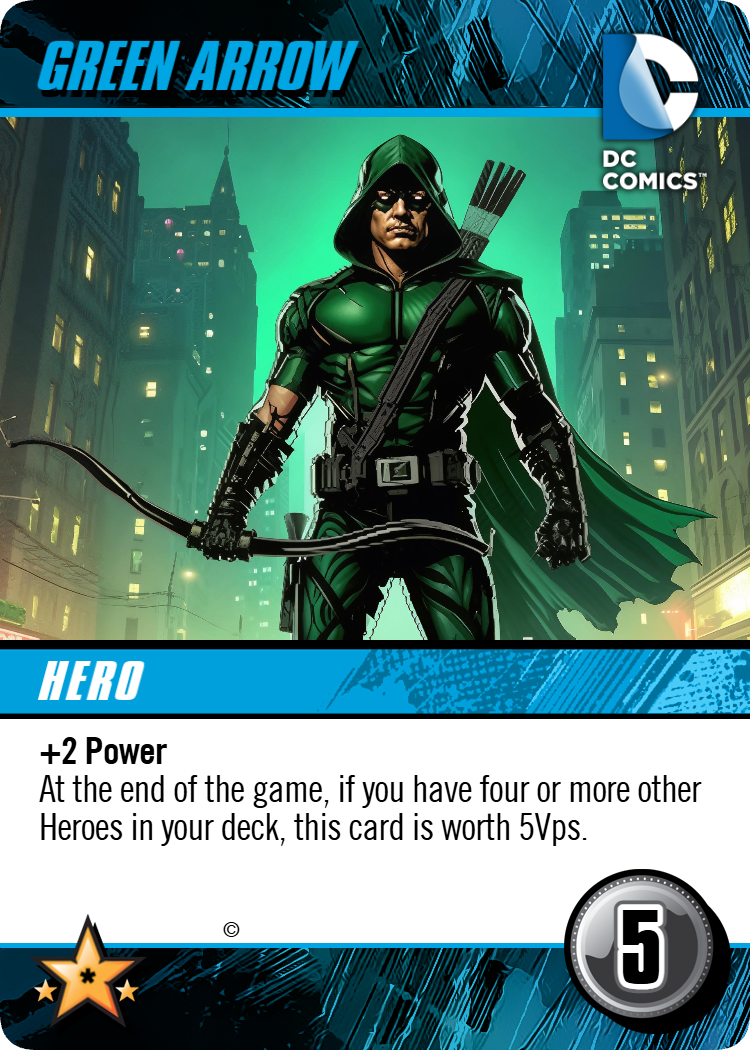 GREEN ARROW
DC
COMICS™
HERO
+2 Power
At the end of the game, if you have four or more other
Heroes in your deck, this card is worth 5Vps.
©
*
5